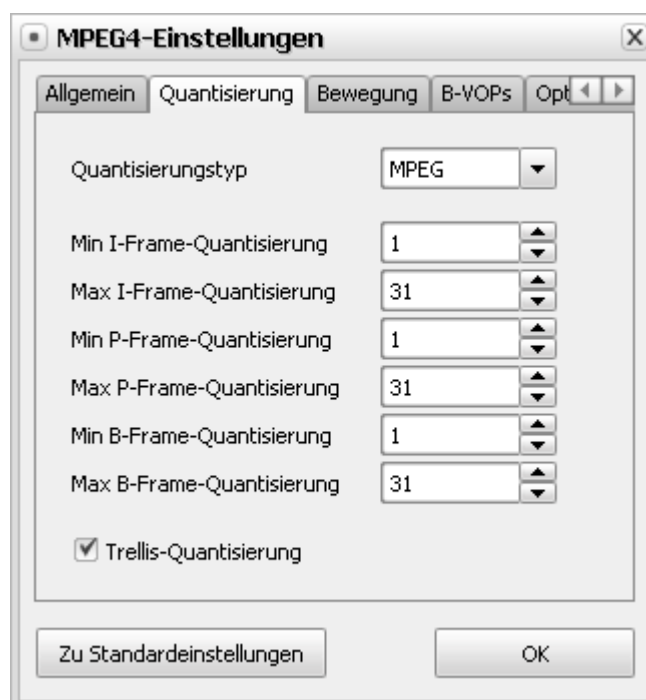 MPEG4-Einstellungen
Allgemein Quantisierung Bewegung B-VOPs Opt
Quantisierungstyp MPEG
Min I-Frame-Quantisierung 1
Max I-Frame-Quantisierung 31
Min P-Frame-Quantisierung 1
Max P-Frame-Quantisierung 31
Min B-Frame-Quantisierung 1
Max B-Frame-Quantisierung 31
Trellis-Quantisierung
Zu Standardeinstellungen OK